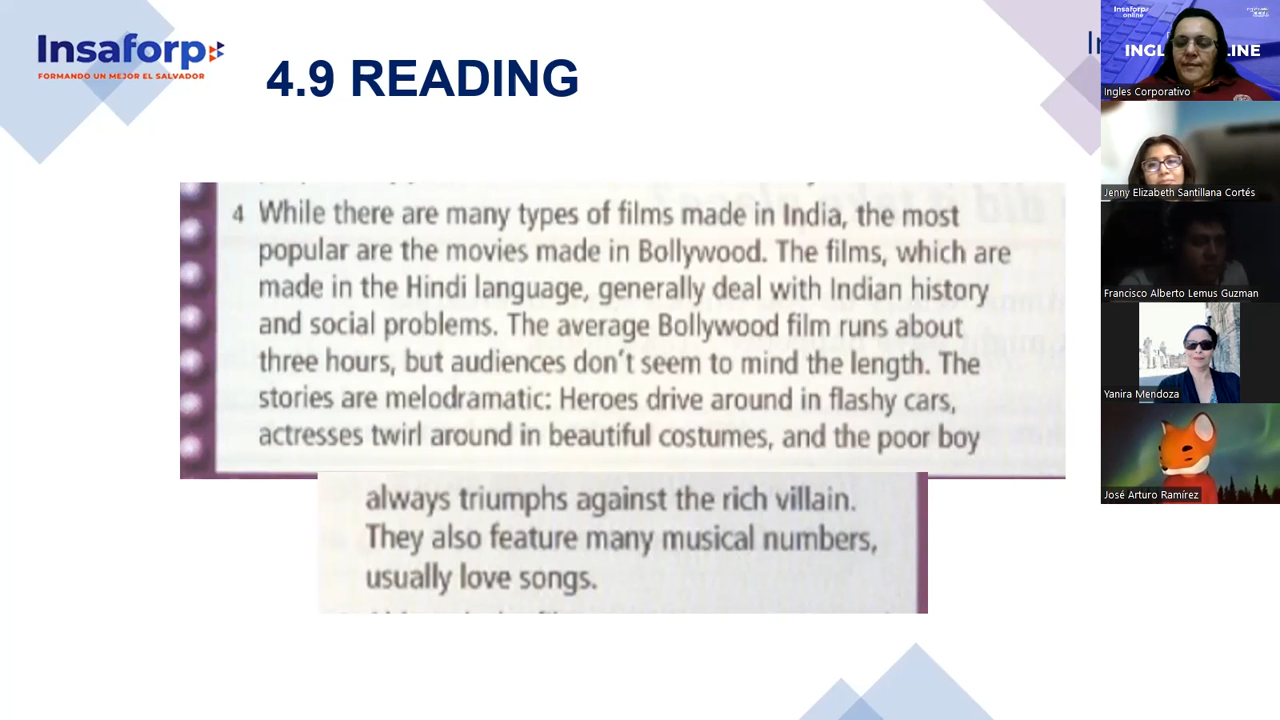 Insaforp
FORMANDO UN MEJOR EL SALVADOR
4.9 READING
4 While there are many types of films made in India, the most
popular are the movies made in Bollywood. The films, which are
made in the Hindi language, generally deal with Indian history
and social problems. The average Bollywood film runs about
three hours, but audiences don't seem to mind the length. The
stories are melodramatic: Heroes drive around in flashy cars,
actresses twirl around in beautiful costumes, and the poor boy
always triumphs against the rich villain.
They also feature many musical numbers,
usually love songs.
Insaforp
online
Ingles Corporativo
Jenny Elizabeth Santillana Cortés
Francisco Alberto Lemus Guzman
Yanira Mendoza
José Arturo Ramírez